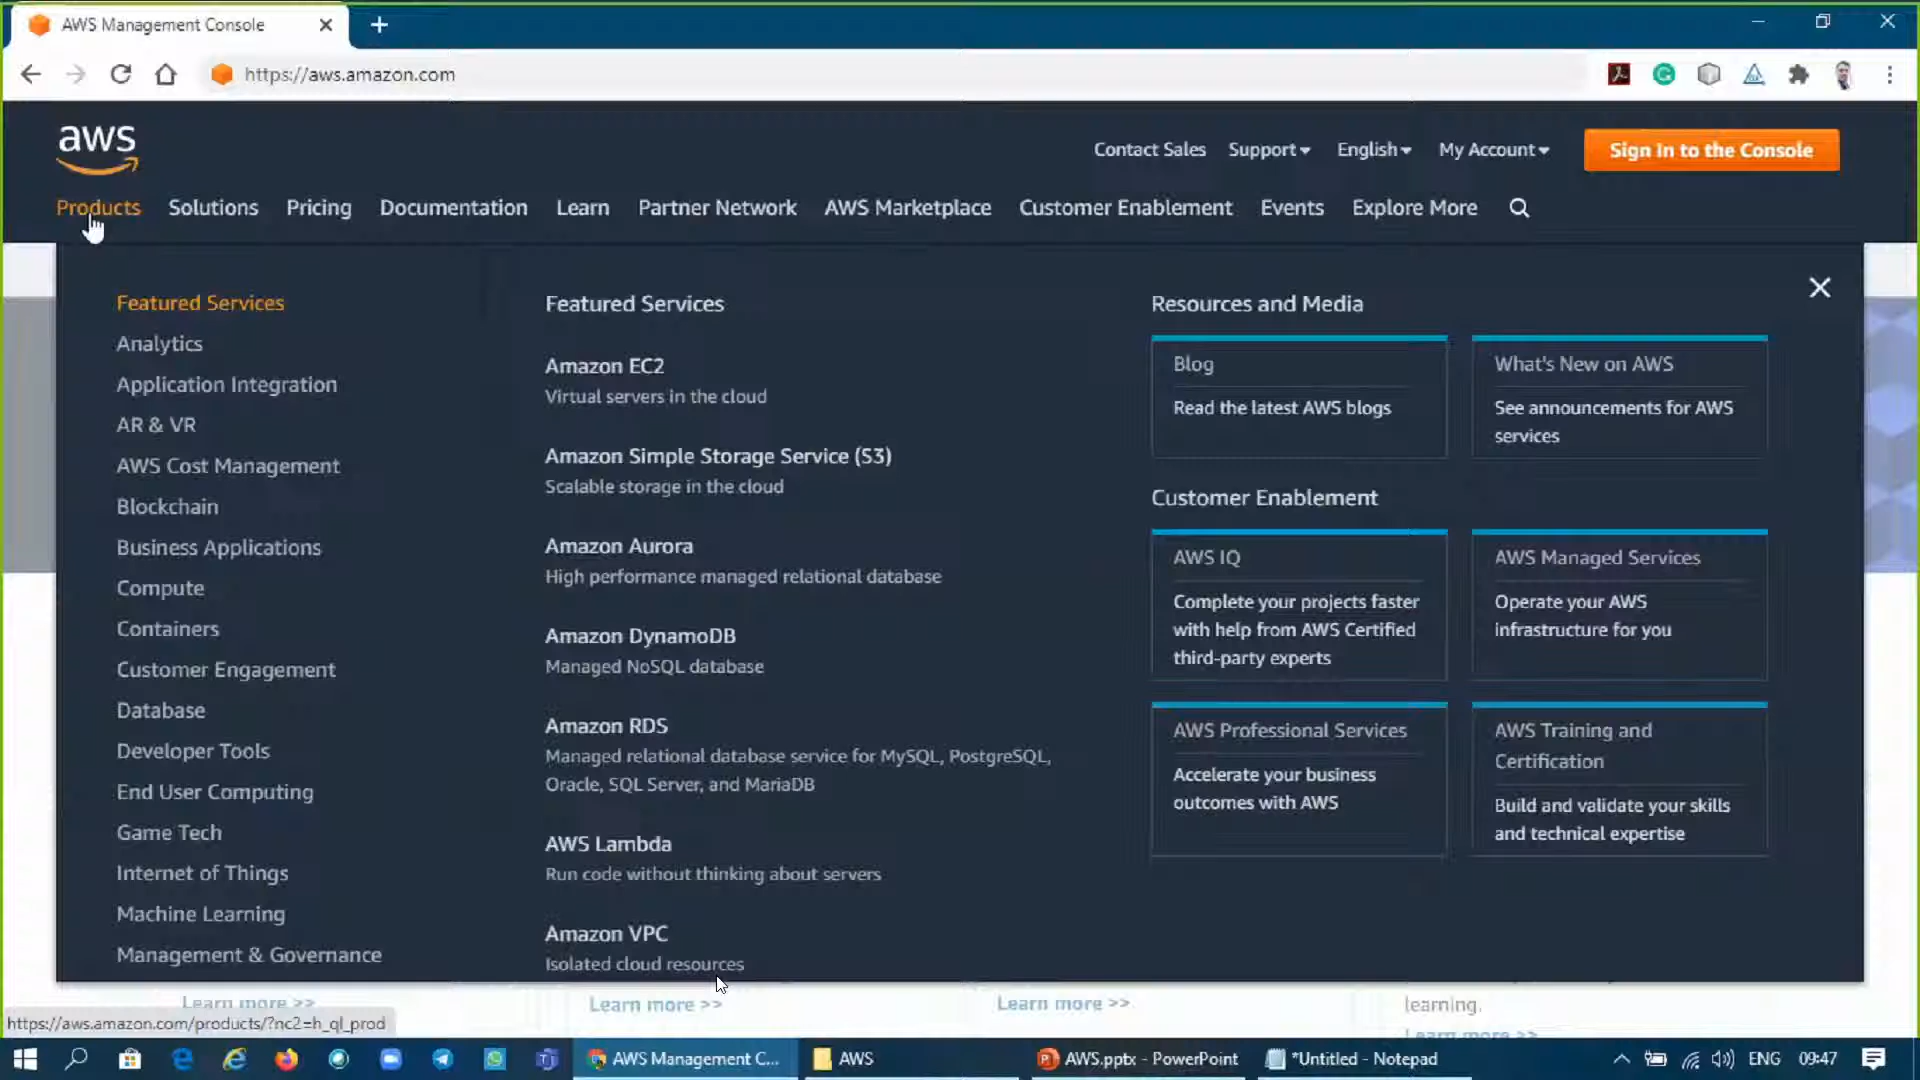 AWS Management Console
https://aws.amazon.com
aws
Contact Sales Support English My Account Sign In to the Console
Products Solutions Pricing Documentation Learn Partner Network AWS Marketplace Customer Enablement Events Explore More
Featured Services
Analytics
Application Integration
AR & VR
AWS Cost Management
Blockchain
Business Applications
Compute
Containers
Customer Engagement
Database
Developer Tools
End User Computing
Game Tech
Internet of Things
Machine Learning
Management & Governance
Featured Services
Amazon EC2
Virtual servers in the cloud
Amazon Simple Storage Service (S3)
Scalable storage in the cloud
Amazon Aurora
High performance managed relational database
Amazon DynamoDB
Managed NoSQL database
Amazon RDS
Managed relational database service for MySQL, PostgreSQL,
Oracle, SQL Server, and MariaDB
AWS Lambda
Run code without thinking about servers
Amazon VPC
Isolated cloud resources
Resources and Media
Blog
Read the latest AWS blogs
What's New on AWS
See announcements for AWS
services
Customer Enablement
AWS IQ
Complete your projects faster
with help from AWS Certified
third-party experts
AWS Managed Services
Operate your AWS
infrastructure for you
AWS Professional Services
Accelerate your business
outcomes with AWS
AWS Training and
Certification
Build and validate your skills
and technical expertise
Learn more >> Learn more >> Learn more >> learning.
Learn more >>
https://aws.amazon.com/products/?nc2=h_ql_prod
AWS Management C... AWS AWS.pptx - PowerPoint *Untitled - Notepad ENG 09:47